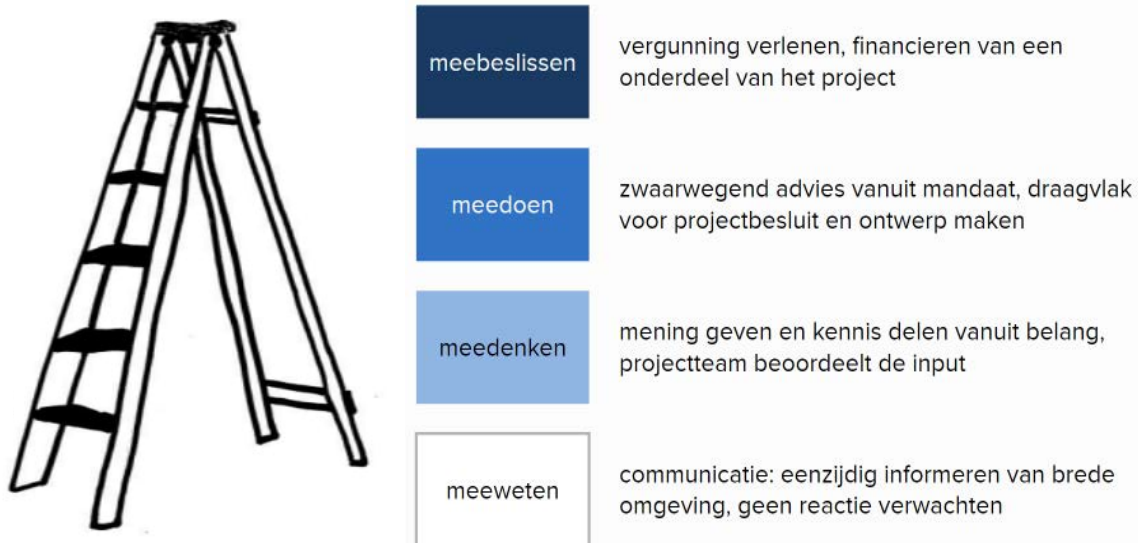 meebeslissen
vergunning verlenen, financieren van een
onderdeel van het project
meedoen
zwaarwegend advies vanuit mandaat, draagvlak
voor projectbesluit en ontwerp maken
meedenken
mening geven en kennis delen vanuit belang,
projectteam beoordeelt de input
meeweten
communicatie: eenzijdig informeren van brede
omgeving, geen reactie verwachten